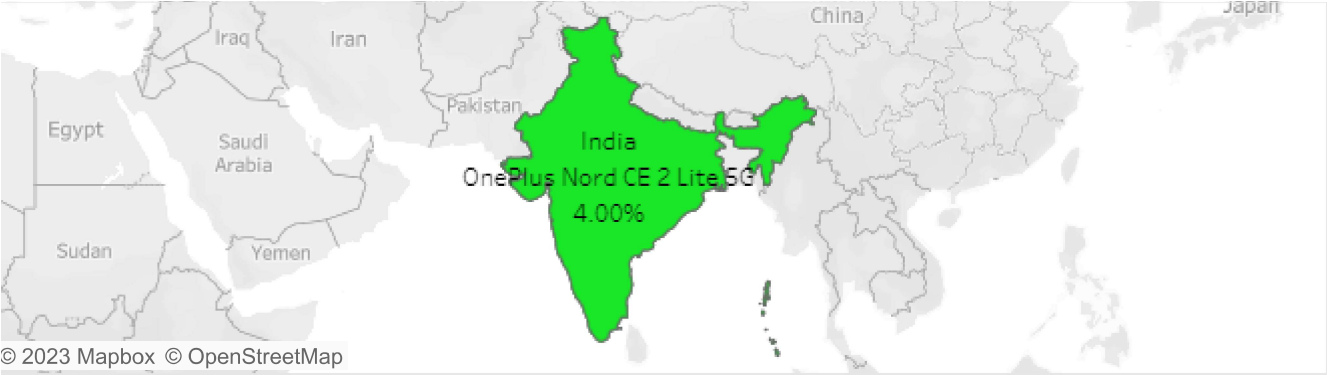 Japan
China
Iraq
Iran
Pakistan
Egypt
Saudi
Arabia
India
OnePlus Nord CE 2 Lite 5G
4.00%
Sudan
Yemen
© 2023 Mapbox © OpenStreetMap